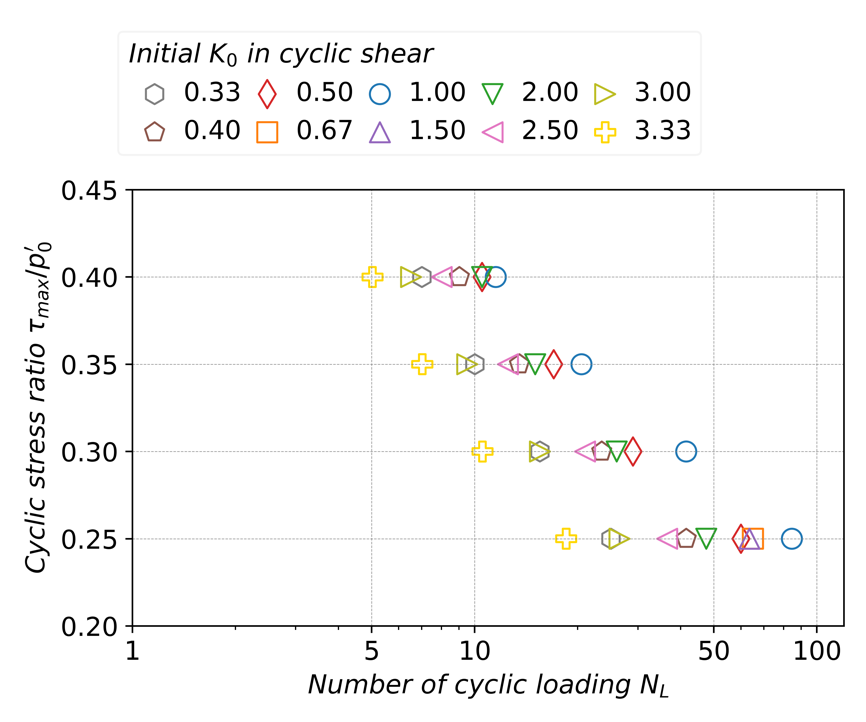 Initial K₀ in cyclic shear
0.33 0.50 1.00 2.00 3.00
0.40 0.67 1.50 2.50 3.33
Cyclic stress ratio τₘₐₓ/p′₀
0.45
0.40
0.35
0.30
0.25
0.20
1 5 10 50 100
Number of cyclic loading N_L